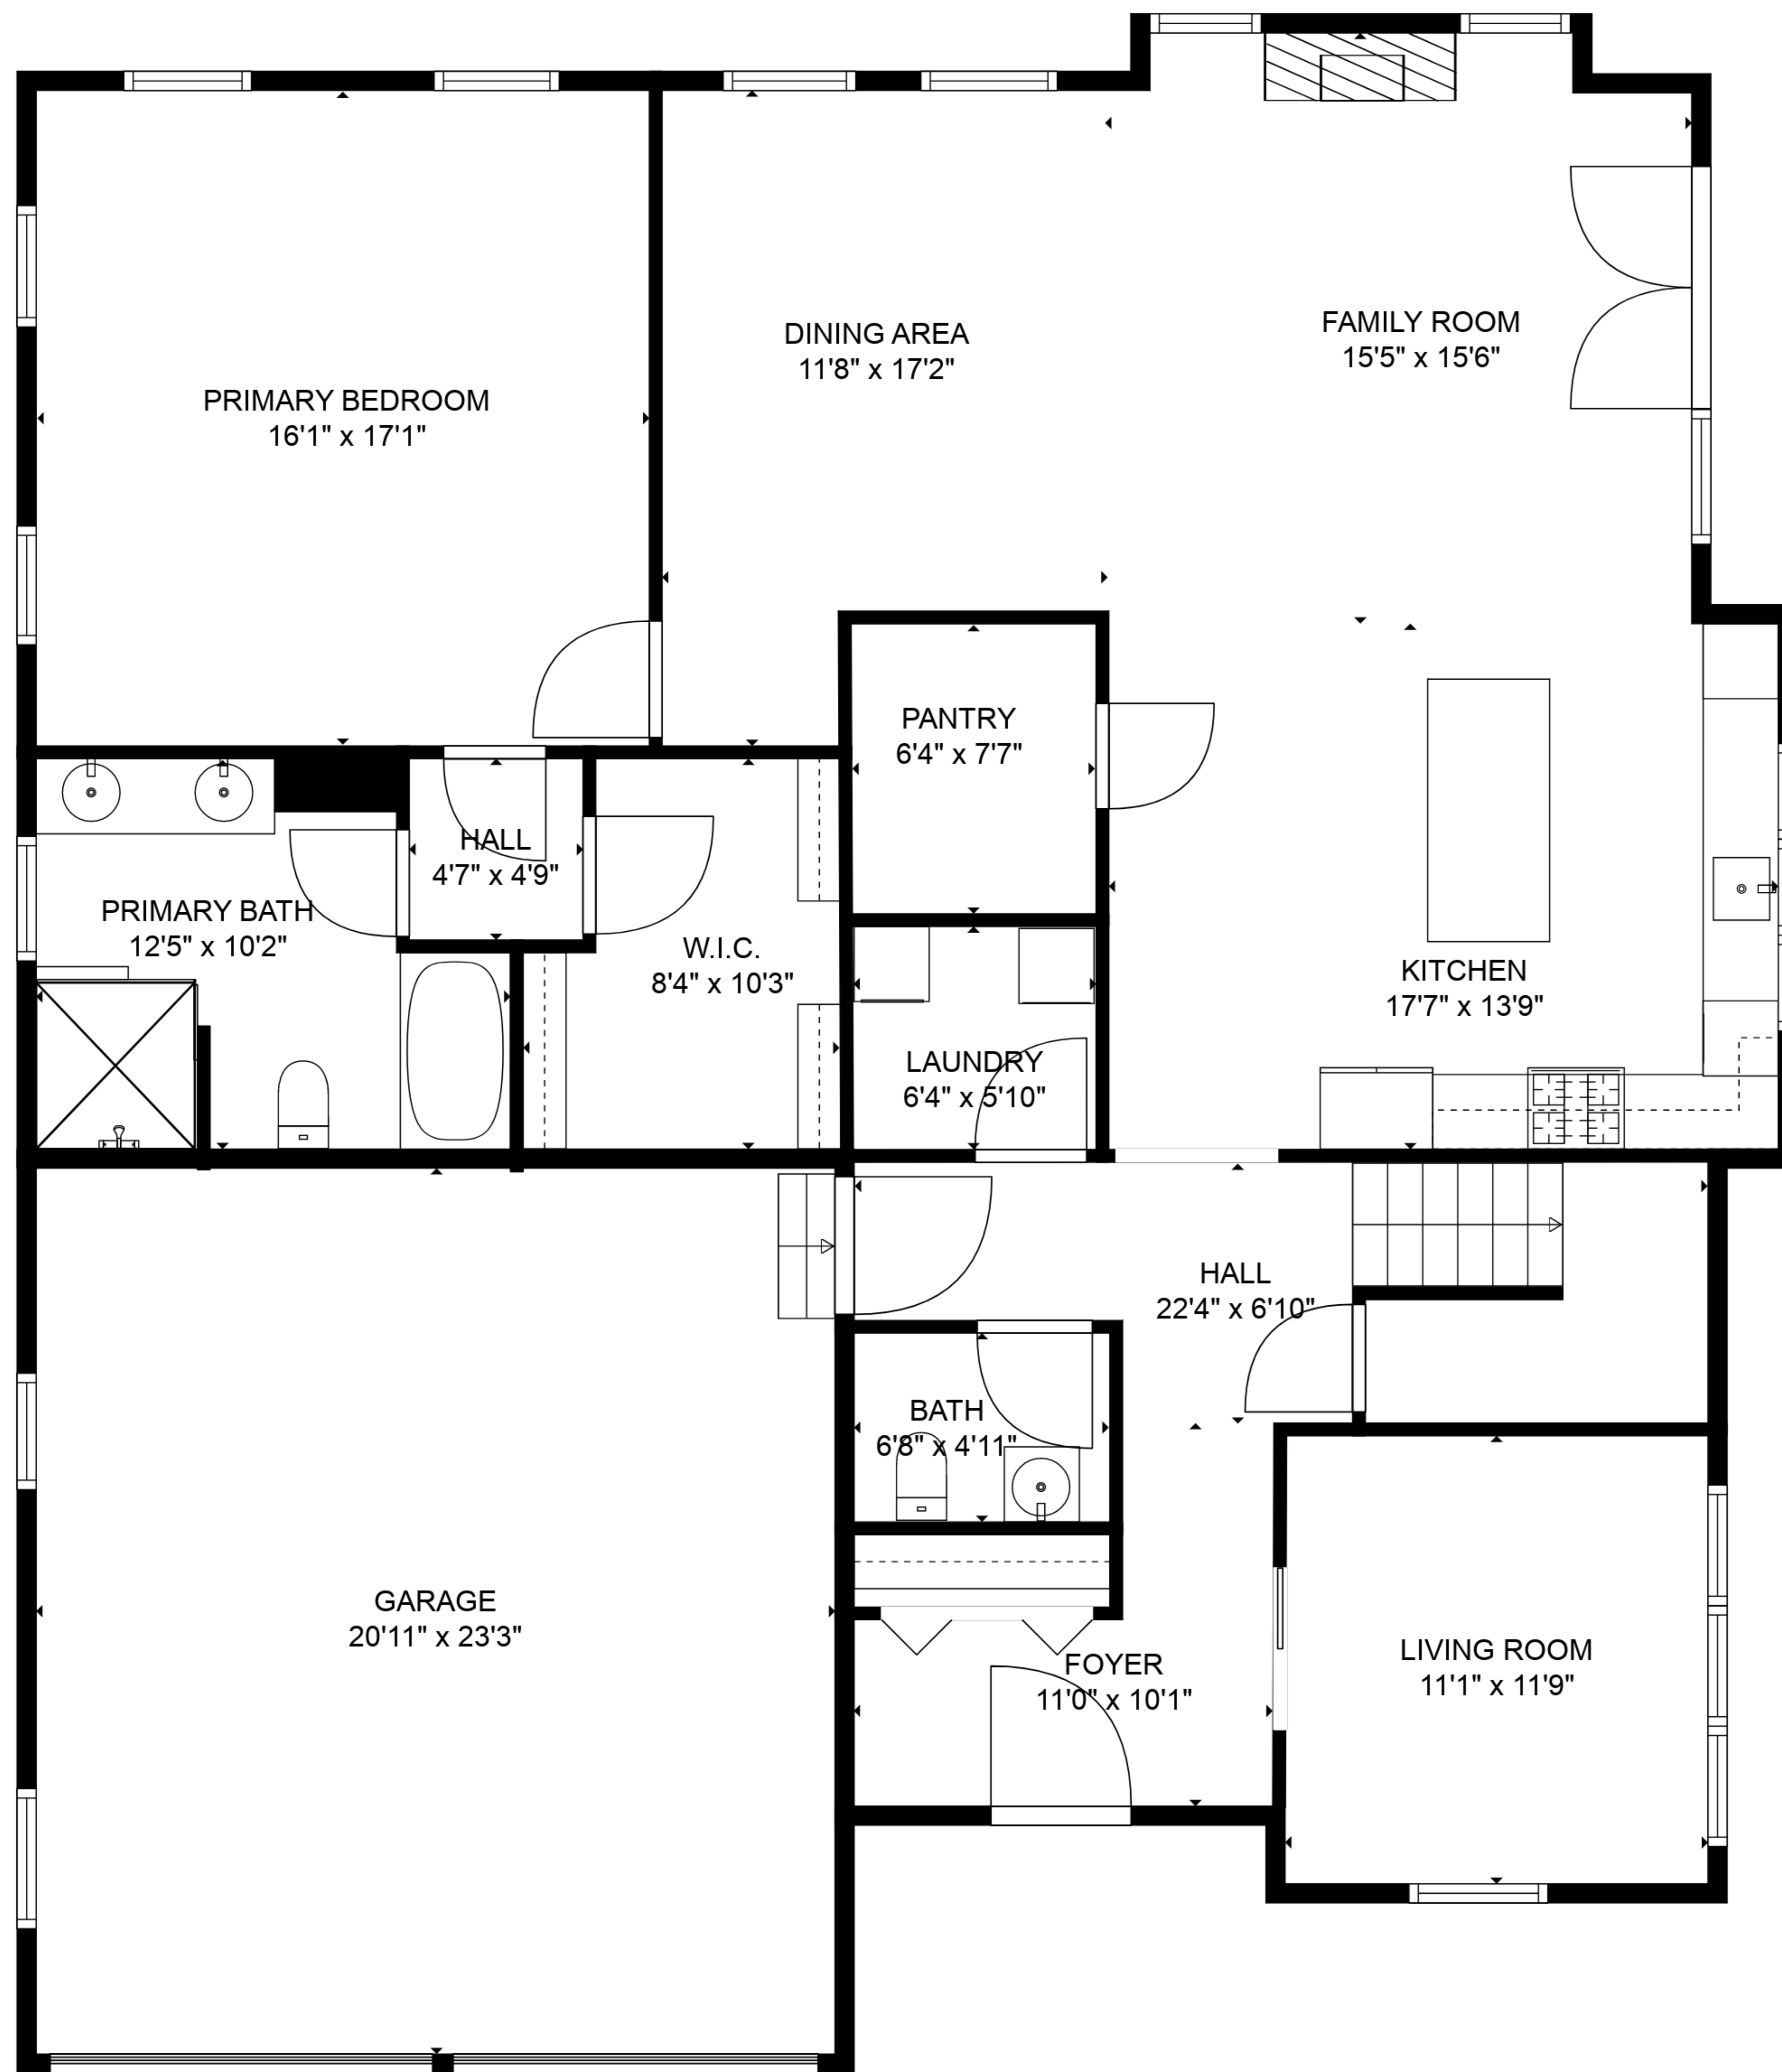 DINING AREA
11'8" x 17'2"
FAMILY ROOM
15'5" x 15'6"
PRIMARY BEDROOM
16'1" x 17'1"
PANTRY
6'4" x 7'7"
HALL
4'7" x 4'9"
PRIMARY BATH
12'5" x 10'2"
W.I.C.
8'4" x 10'3"
KITCHEN
17'7" x 13'9"
LAUNDRY
6'4" x 5'10"
HALL
22'4" x 6'10"
BATH
6'8" x 4'11"
GARAGE
20'11" x 23'3"
FOYER
11'0" x 10'1"
LIVING ROOM
11'1" x 11'9"